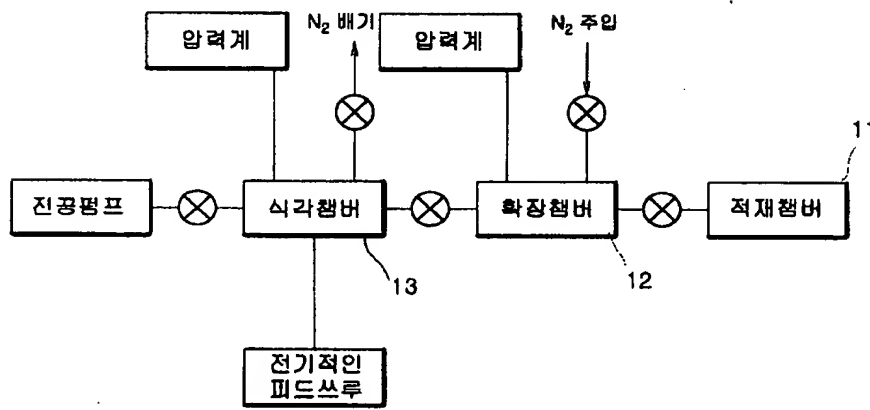 N₂ 배기
N₂ 주입
압력계
압력계
11
진공펌프
식각챔버
확장챔버
적재챔버
13
12
전기적인
피드쓰루